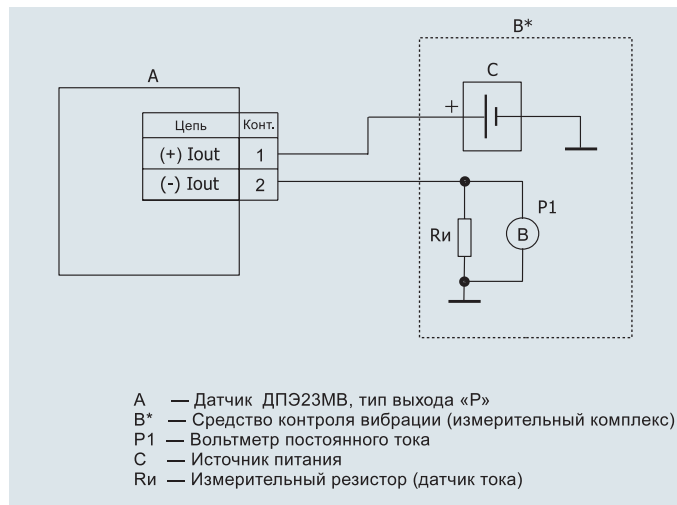 B*
A
C
+
Цепь Конт.
(+) Iout 1
(-) Iout 2
P1
Rи
B
A — Датчик ДПЭ23МВ, тип выхода «Р»
B* — Средство контроля вибрации (измерительный комплекс)
P1 — Вольтметр постоянного тока
C — Источник питания
Rи — Измерительный резистор (датчик тока)